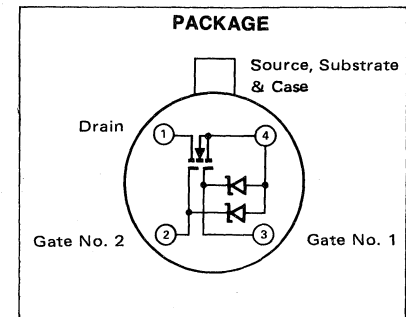 PACKAGE
Source, Substrate
& Case
Drain
1
4
2
3
Gate No. 2
Gate No. 1